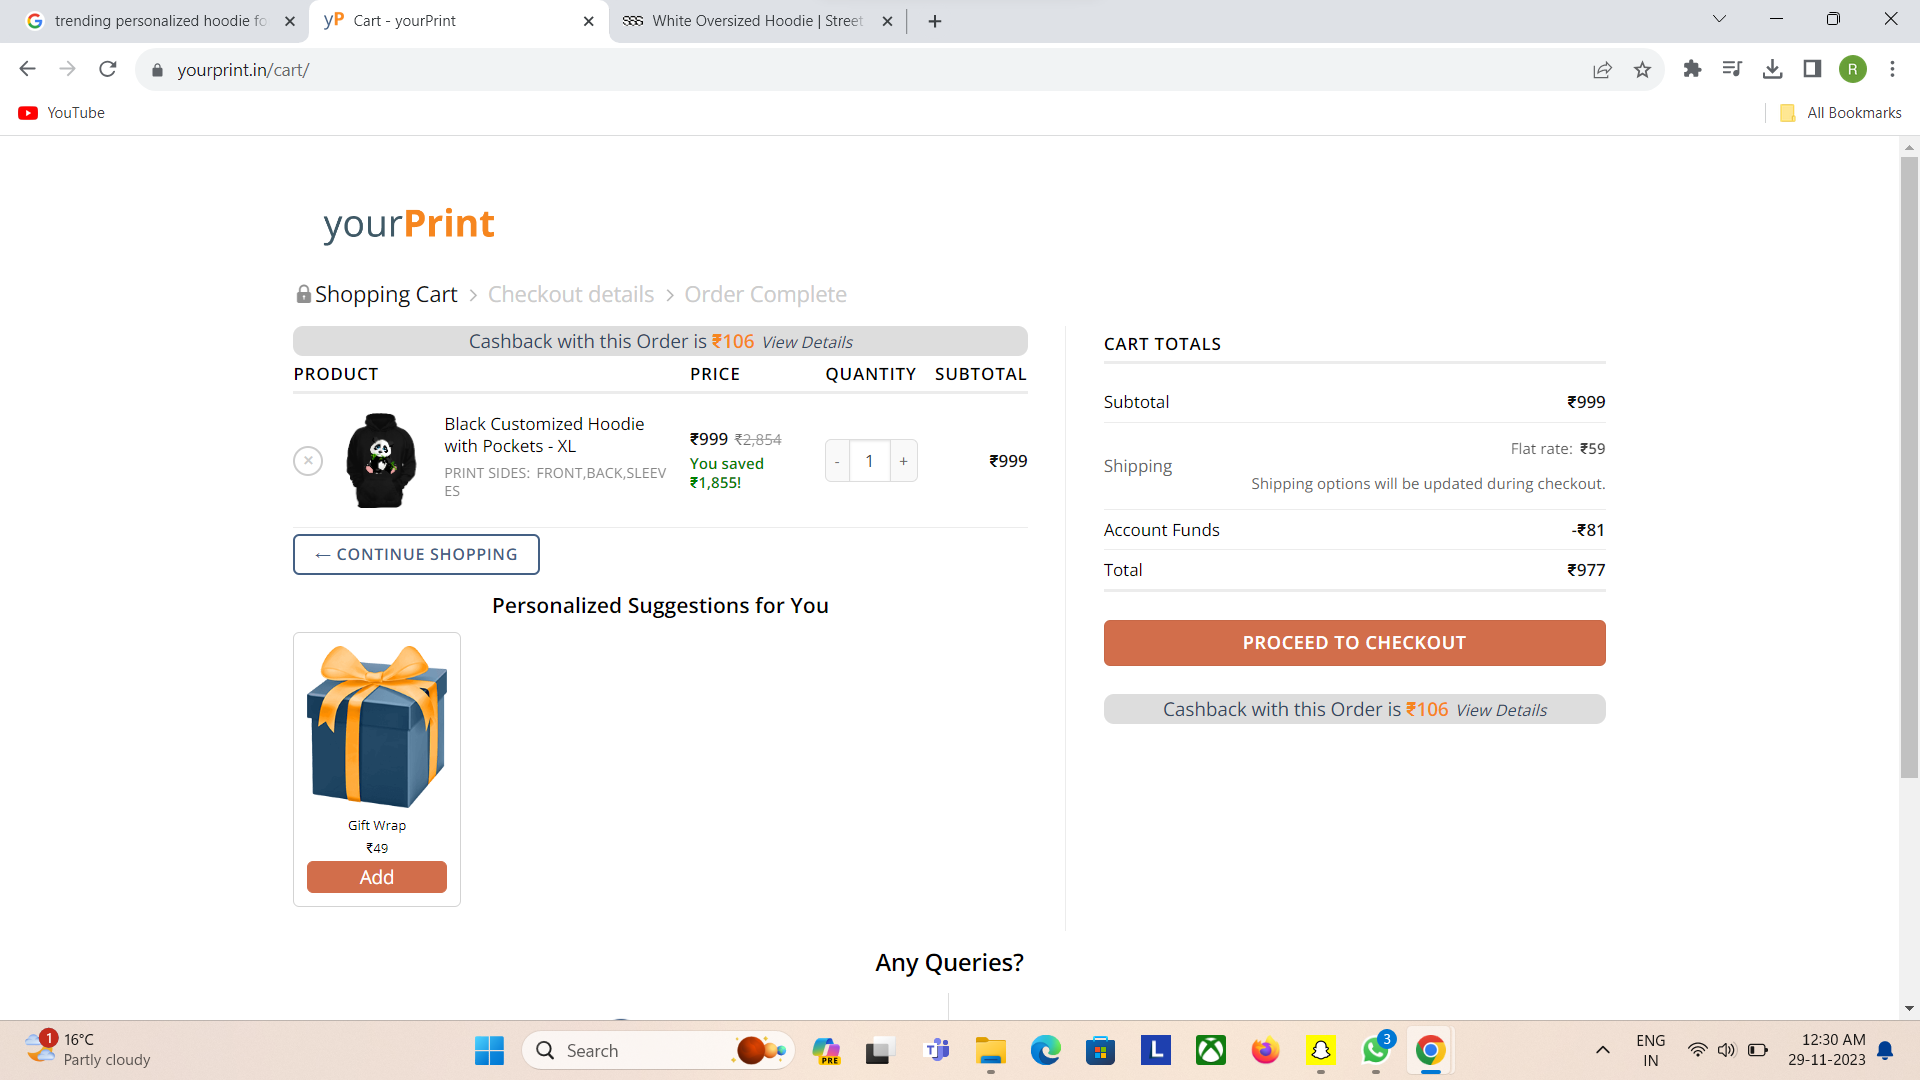 trending personalized hoodie fo
yP Cart - yourPrint
SSS White Oversized Hoodie | Street
yourprint.in/cart/
R
YouTube
All Bookmarks
yourPrint
Shopping Cart > Checkout details > Order Complete
Cashback with this Order is ₹106 View Details
PRODUCT PRICE QUANTITY SUBTOTAL
Black Customized Hoodie
with Pockets - XL
PRINT SIDES: FRONT,BACK,SLEEV
ES
₹999 ₹2,854
You saved
₹1,855!
- 1 +
₹999
← CONTINUE SHOPPING
Personalized Suggestions for You
Gift Wrap
₹49
Add
CART TOTALS
Subtotal ₹999
Shipping
Flat rate: ₹59
Shipping options will be updated during checkout.
Account Funds -₹81
Total ₹977
PROCEED TO CHECKOUT
Cashback with this Order is ₹106 View Details
Any Queries?
1
16°C
Partly cloudy
Search
PRE
L
3
ENG
IN
12:30 AM
29-11-2023